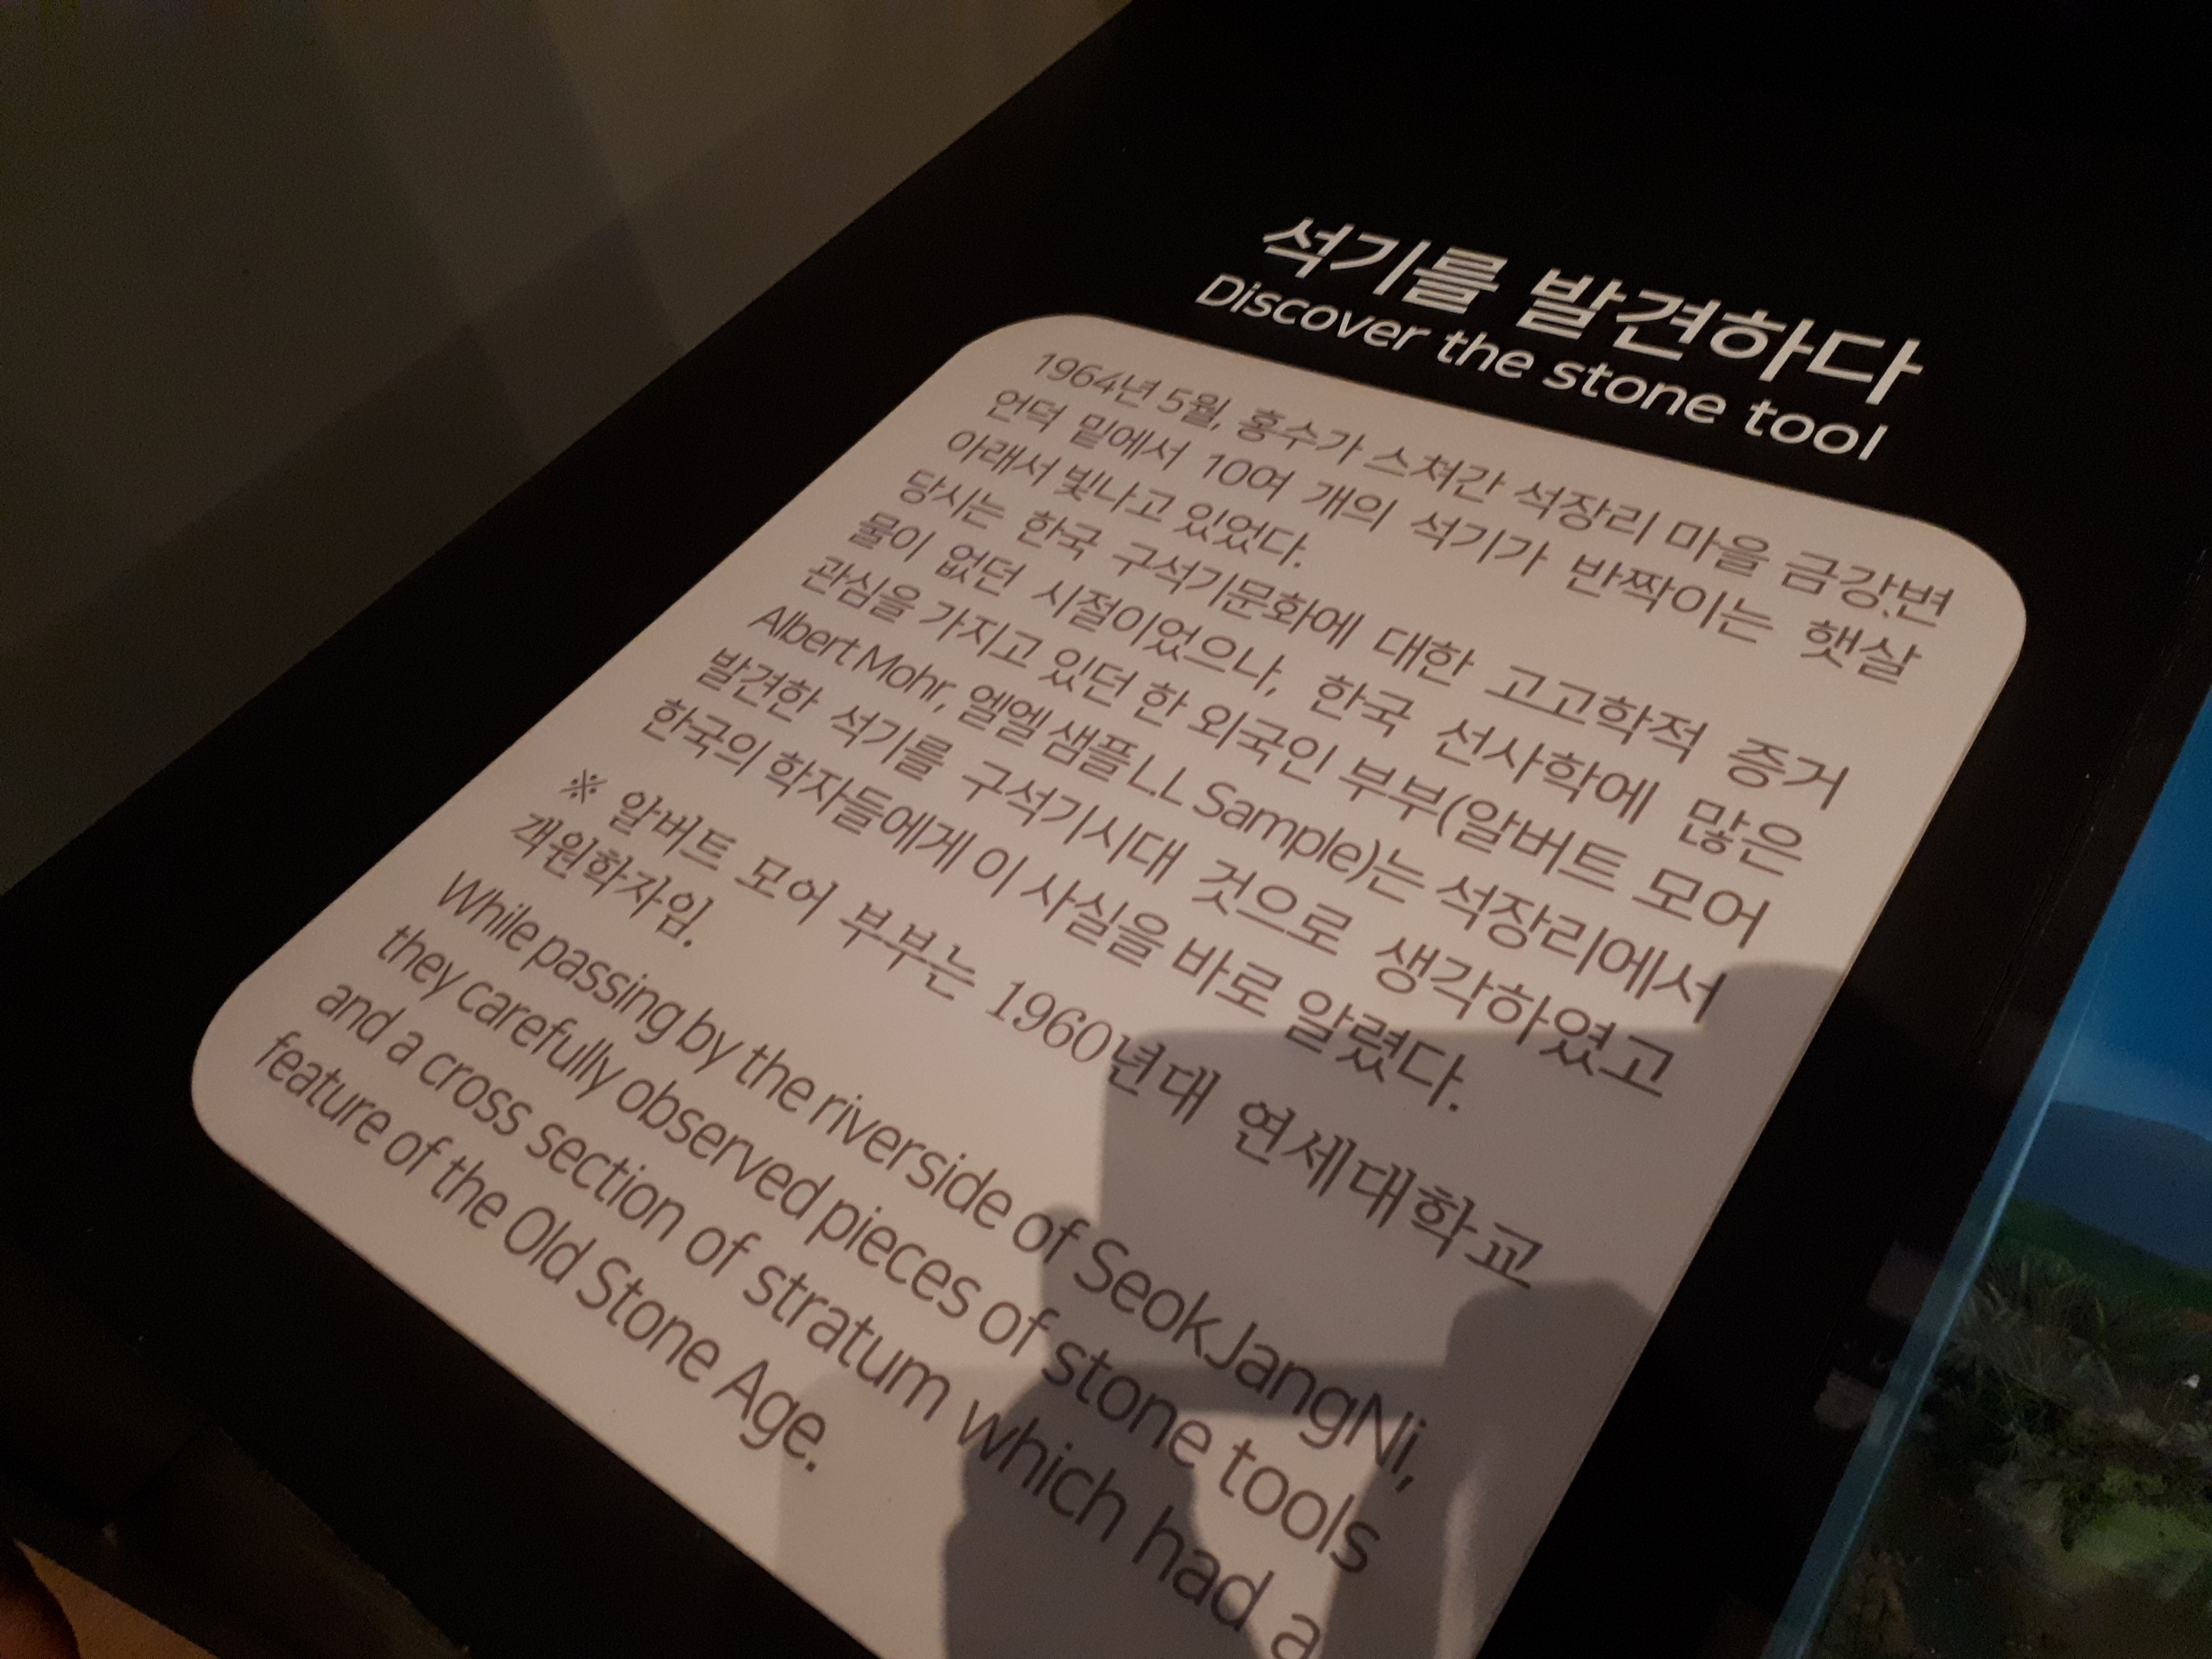 석기를 발견하다
Discover the stone tool
1964년 5월, 홍수가 스쳐간 석장리 마을 금강.변
언덕 밑에서 10여 개의 석기가 반짝이는 햇살
아래서 빛나고 있었다.
당시는 한국 구석기문화에 대한 고고학적 증거
물이 없던 시절이었으나, 한국 선사학에 많은
관심을 가지고 있던 한 외국인 부부(알버트 모어
Albert Mohr, 엘엘 샘플 L.L Sample)는 석장리에서
발견한 석기를 구석기시대 것으로 생각하였고
한국의 학자들에게 이 사실을 바로 알렸다.
※ 알버트 모어 부부는 1960년대 연세대학교
객원학자임.
While passing by the riverside of SeokJangNi,
they carefully observed pieces of stone tools
and a cross section of stratum which had a
feature of the Old Stone Age.